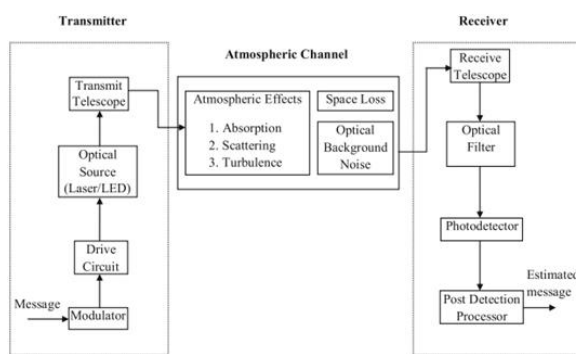 Transmitter
Transmit
Telescope
Optical
Source
(Laser/LED)
Drive
Circuit
Message
Modulator
Atmospheric Channel
Atmospheric Effects
1. Absorption
2. Scattering
3. Turbulence
Space Loss
Optical
Background
Noise
Receiver
Receive
Telescope
Optical
Filter
Photodetector
Post Detection
Processor
Estimated
message